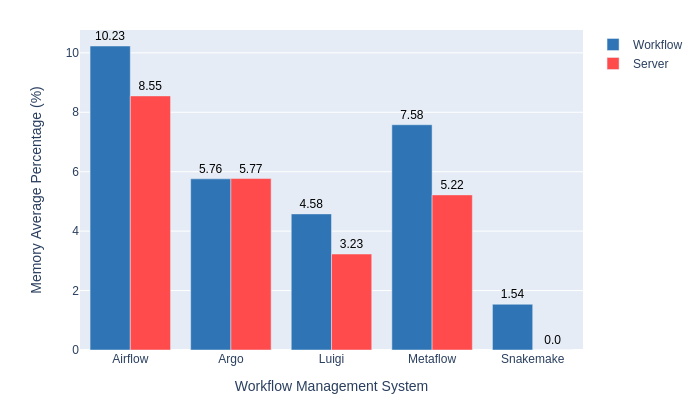 Workflow
Server
Memory Average Percentage (%)
10
8
6
4
2
0
10.23
8.55
5.76
5.77
4.58
3.23
7.58
5.22
1.54
0.0
Airflow
Argo
Luigi
Metaflow
Snakemake
Workflow Management System